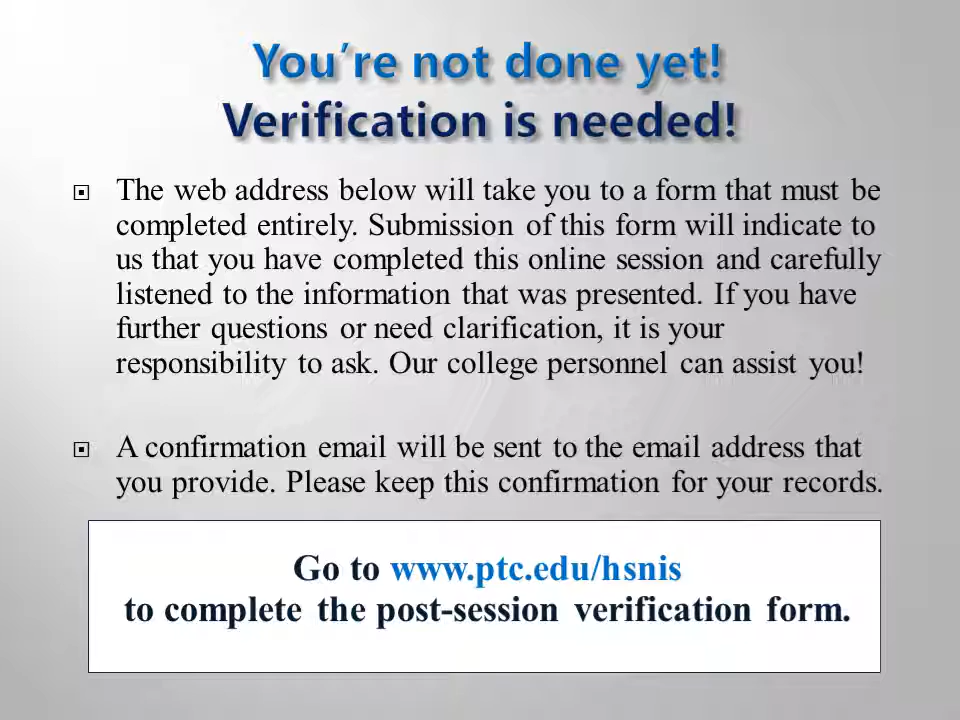 You’re not done yet!
Verification is needed!
The web address below will take you to a form that must be
completed entirely. Submission of this form will indicate to
us that you have completed this online session and carefully
listened to the information that was presented. If you have
further questions or need clarification, it is your
responsibility to ask. Our college personnel can assist you!
A confirmation email will be sent to the email address that
you provide. Please keep this confirmation for your records.
Go to www.ptc.edu/hsnis
to complete the post-session verification form.